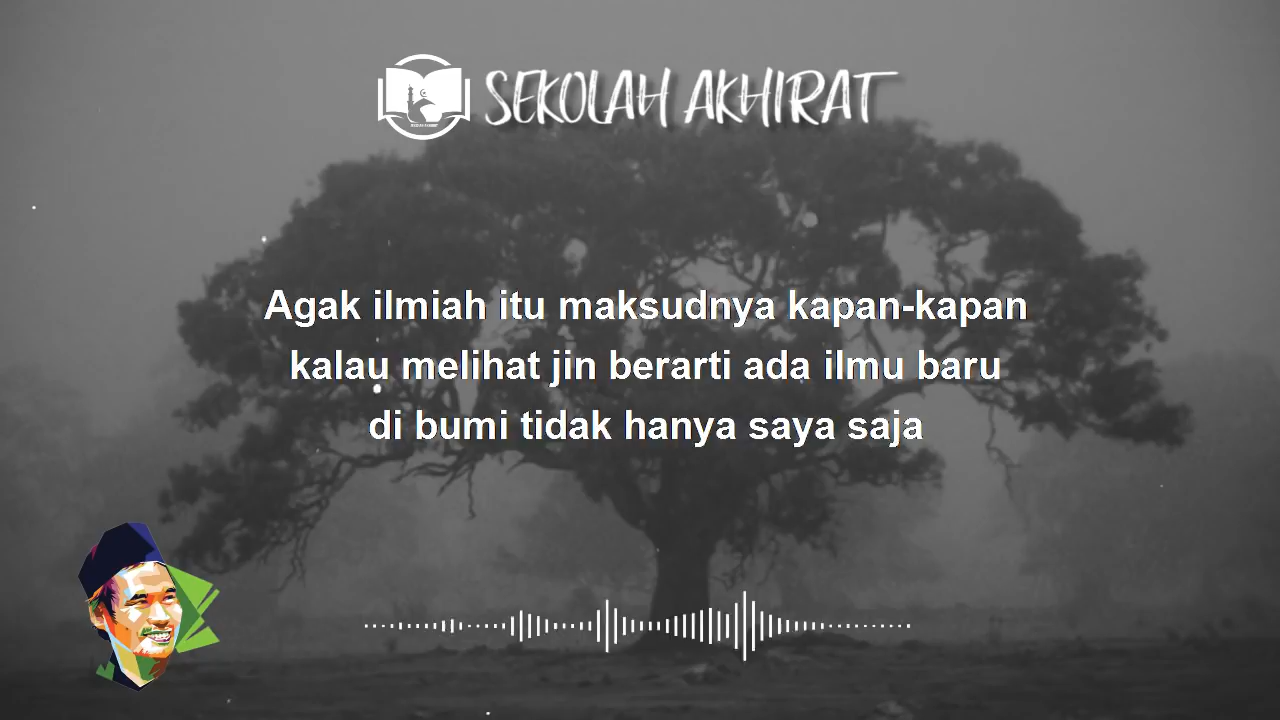 SEKOLAH AKHIRAT
Agak ilmiah itu maksudnya kapan-kapan
kalau melihat jin berarti ada ilmu baru
di bumi tidak hanya saya saja